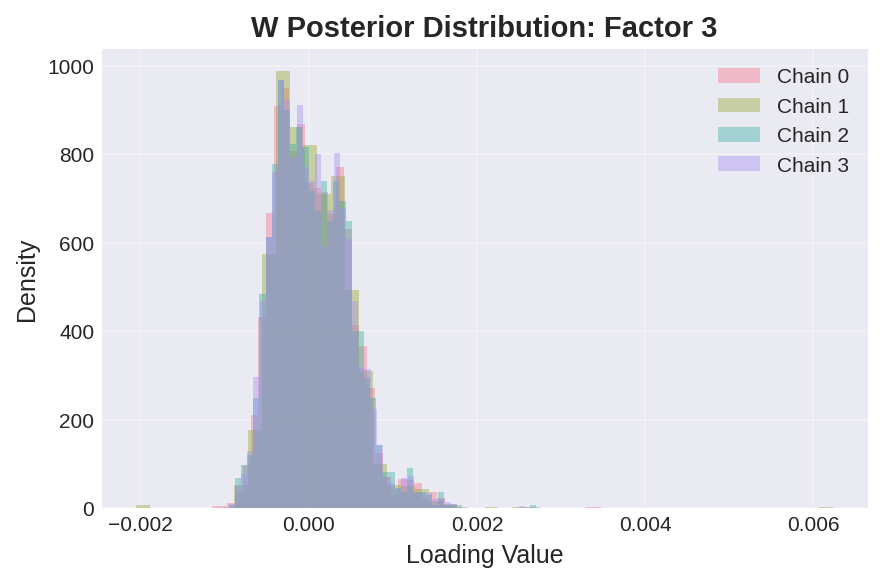 W Posterior Distribution: Factor 3
1000
800
600
400
200
0
Density
Chain 0
Chain 1
Chain 2
Chain 3
−0.002
0.000
0.002
0.004
0.006
Loading Value